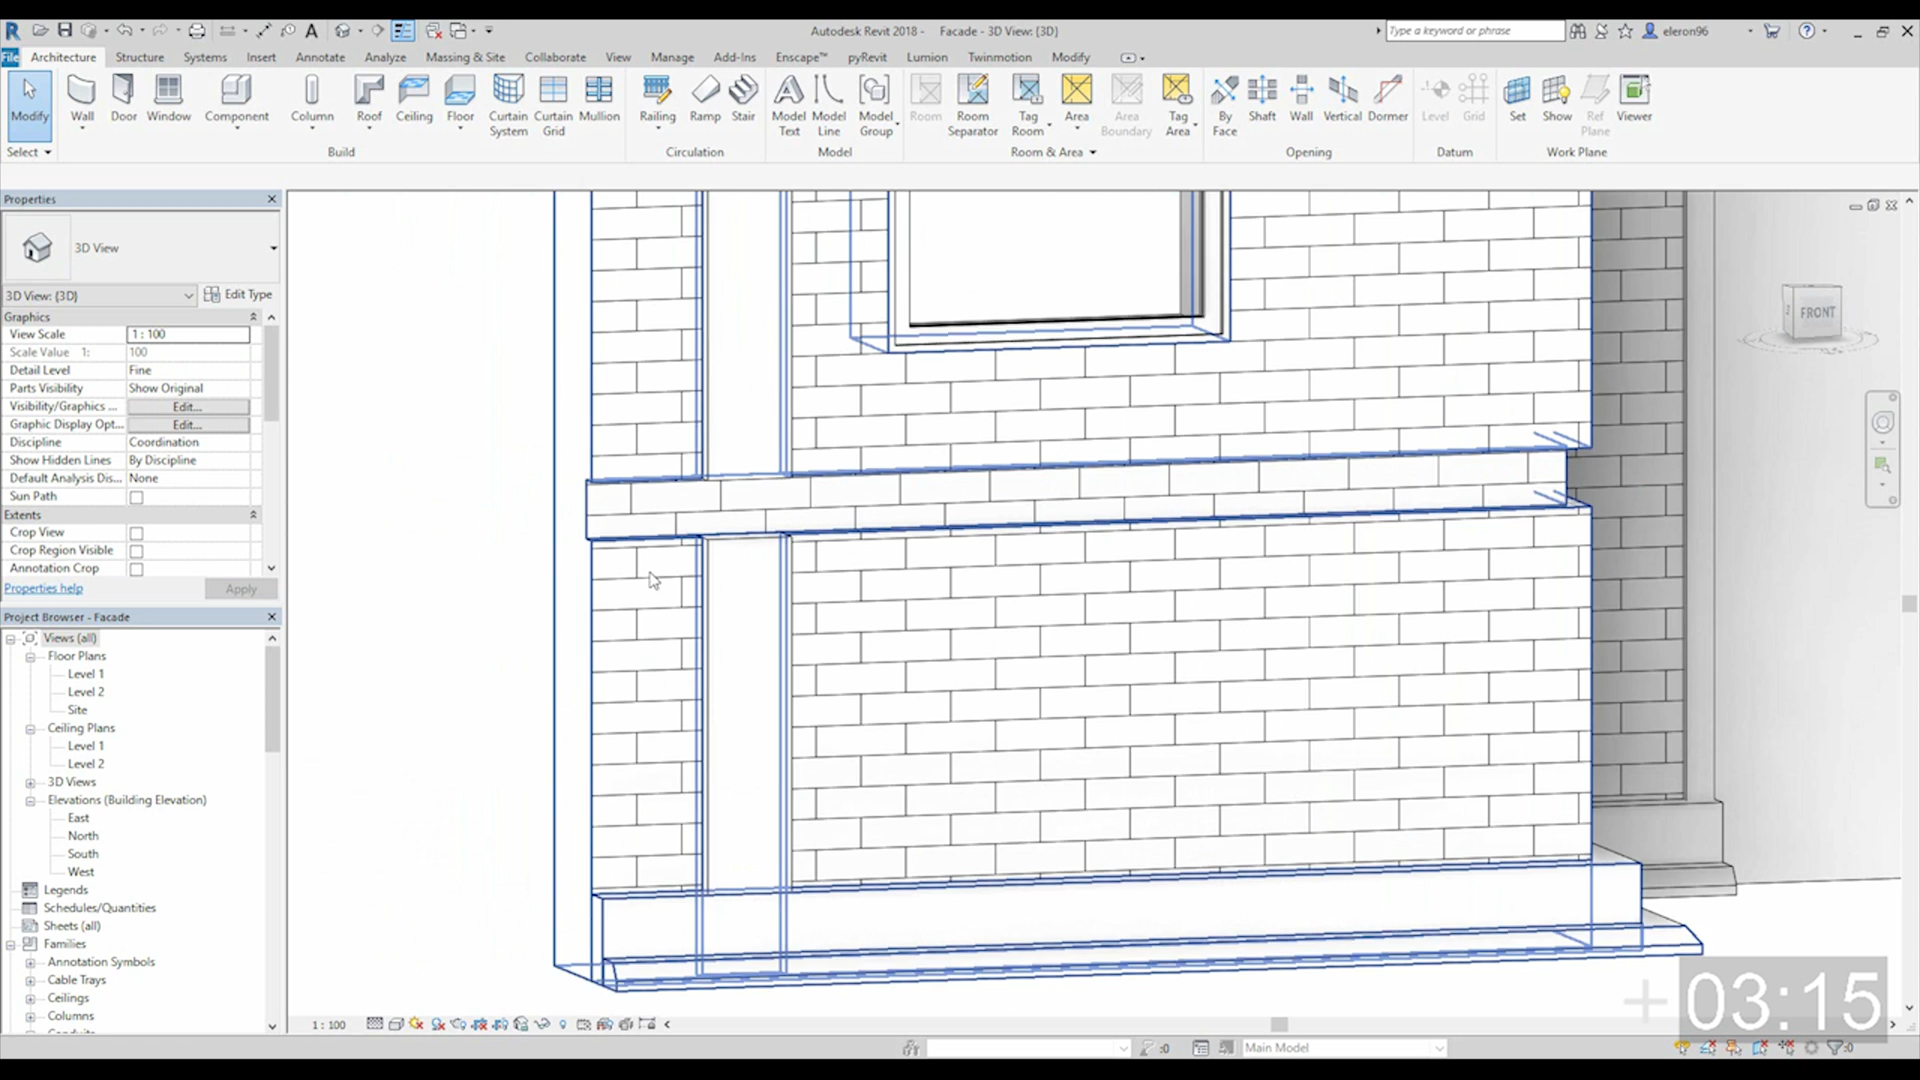 Autodesk Revit 2018 -     Facade - 3D View: {3D}
Type a keyword or phrase
eleron96
File Architecture Structure Systems Insert Annotate Analyze Massing & Site Collaborate View Manage Add-Ins Enscape™ pyRevit Lumion Twinmotion Modify
Modify Wall Door Window Component Column Roof Ceiling Floor Curtain System Curtain Grid Mullion Railing Ramp Stair Model Text Model Line Model Group Room Room Separator Tag Room Area Area Boundary Tag Area By Face Shaft Wall Vertical Dormer Level Grid Set Show Ref Plane Viewer
Select Build Circulation Model Room & Area Opening Datum Work Plane
Properties
3D View
3D View: {3D} Edit Type
Graphics
View Scale 1 : 100
Scale Value 1: 100
Detail Level Fine
Parts Visibility Show Original
Visibility/Graphics ... Edit...
Graphic Display Opt... Edit...
Discipline Coordination
Show Hidden Lines By Discipline
Default Analysis Dis... None
Sun Path
Extents
Crop View
Crop Region Visible
Annotation Crop
Properties help Apply
Project Browser - Facade
Views (all)
Floor Plans
Level 1
Level 2
Site
Ceiling Plans
Level 1
Level 2
3D Views
Elevations (Building Elevation)
East
North
South
West
Legends
Schedules/Quantities
Sheets (all)
Families
Annotation Symbols
Cable Trays
Ceilings
Columns
FRONT
+ 03:15
1 : 100
:0
Main Model
:0